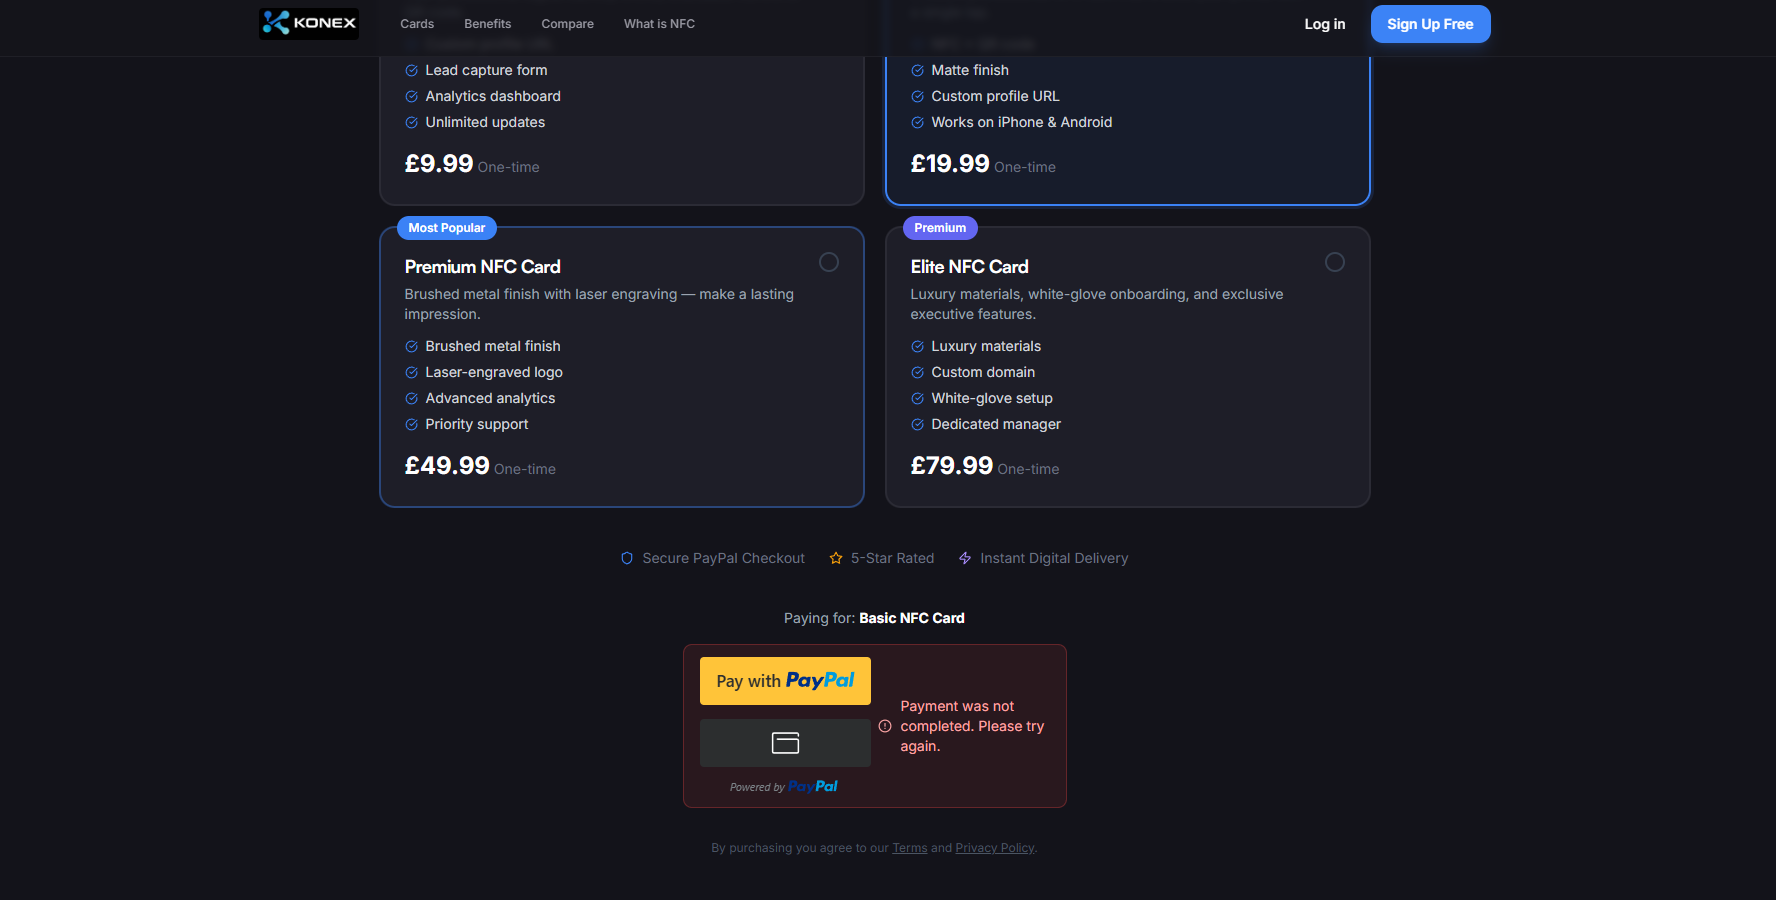 KONEX
Cards
Benefits
Compare
What is NFC
Log in
Sign Up Free
Lead capture form
Analytics dashboard
Unlimited updates
£9.99 One-time
Matte finish
Custom profile URL
Works on iPhone & Android
£19.99 One-time
Most Popular
Premium NFC Card
Brushed metal finish with laser engraving — make a lasting
impression.
Brushed metal finish
Laser-engraved logo
Advanced analytics
Priority support
£49.99 One-time
Premium
Elite NFC Card
Luxury materials, white-glove onboarding, and exclusive
executive features.
Luxury materials
Custom domain
White-glove setup
Dedicated manager
£79.99 One-time
Secure PayPal Checkout
5-Star Rated
Instant Digital Delivery
Paying for: Basic NFC Card
Pay with PayPal
Powered by PayPal
Payment was not
completed. Please try
again.
By purchasing you agree to our Terms and Privacy Policy.